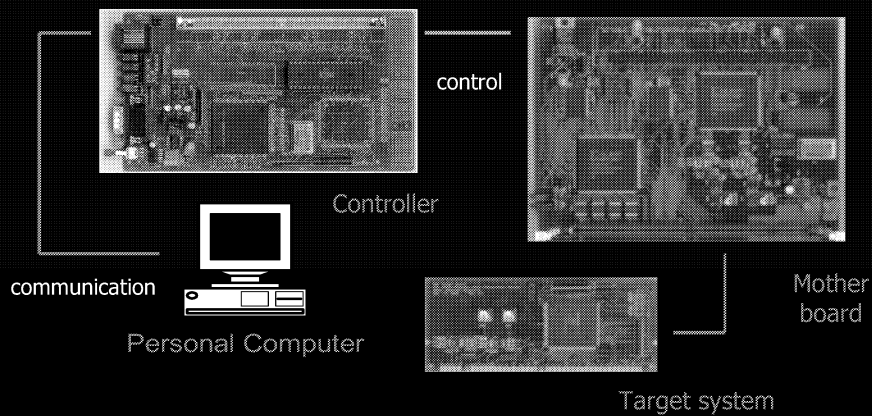 control
Controller
communication
Mother
board
Personal Computer
Target system